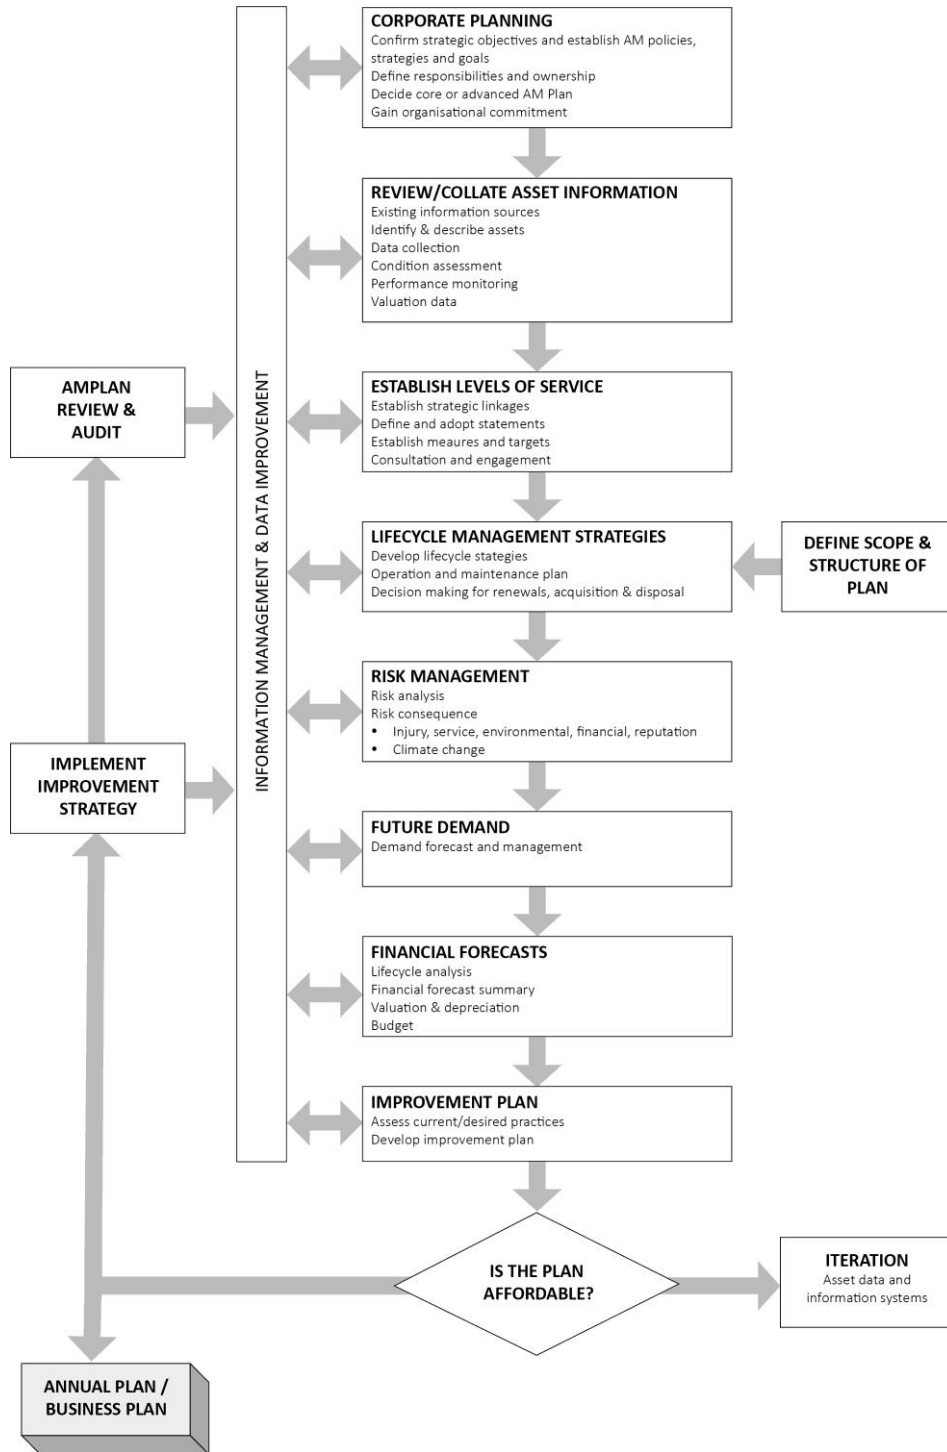 CORPORATE PLANNING
Confirm strategic objectives and establish AM policies,
strategies and goals
Define responsibilities and ownership
Decide core or advanced AM Plan
Gain organisational commitment
REVIEW/COLLATE ASSET INFORMATION
Existing information sources
Identify & describe assets
Data collection
Condition assessment
Performance monitoring
Valuation data
INFORMATION MANAGEMENT & DATA IMPROVEMENT
AMPLAN
REVIEW &
AUDIT
ESTABLISH LEVELS OF SERVICE
Establish strategic linkages
Define and adopt statements
Establish measures and targets
Consultation and engagement
LIFECYCLE MANAGEMENT STRATEGIES
Develop lifecycle stategies
Operation and maintenance plan
Decision making for renewals, acquisition & disposal
DEFINE SCOPE &
STRUCTURE OF
PLAN
RISK MANAGEMENT
Risk analysis
Risk consequence
• Injury, service, environmental, financial, reputation
• Climate change
IMPLEMENT
IMPROVEMENT
STRATEGY
FUTURE DEMAND
Demand forecast and management
FINANCIAL FORECASTS
Lifecycle analysis
Financial forecast summary
Valuation & depreciation
Budget
IMPROVEMENT PLAN
Assess current/desired practices
Develop improvement plan
IS THE PLAN
AFFORDABLE?
ITERATION
Asset data and
information systems
ANNUAL PLAN /
BUSINESS PLAN